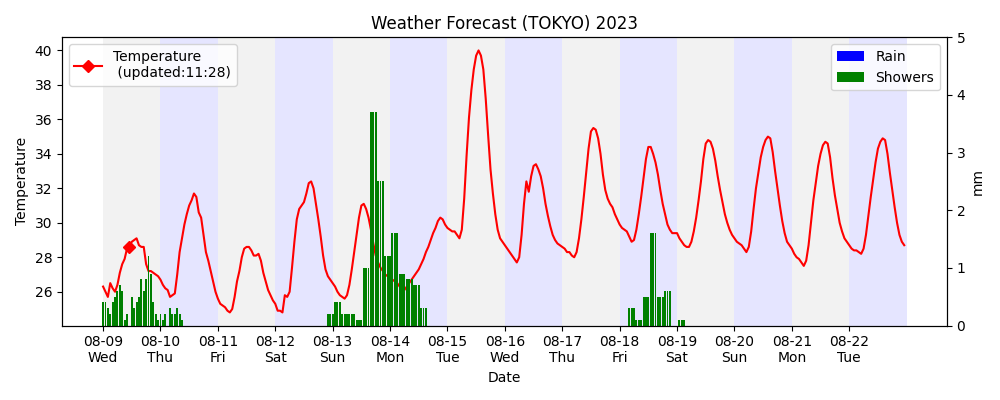 Weather Forecast (TOKYO) 2023
Temperature
(updated:11:28)
Rain
Showers
Temperature
40
38
36
34
32
30
28
26
5
4
3
2
1
0
mm
08-09 08-10 08-11 08-12 08-13 08-14 08-15 08-16 08-17 08-18 08-19 08-20 08-21 08-22
Wed Thu Fri Sat Sun Mon Tue Wed Thu Fri Sat Sun Mon Tue
Date